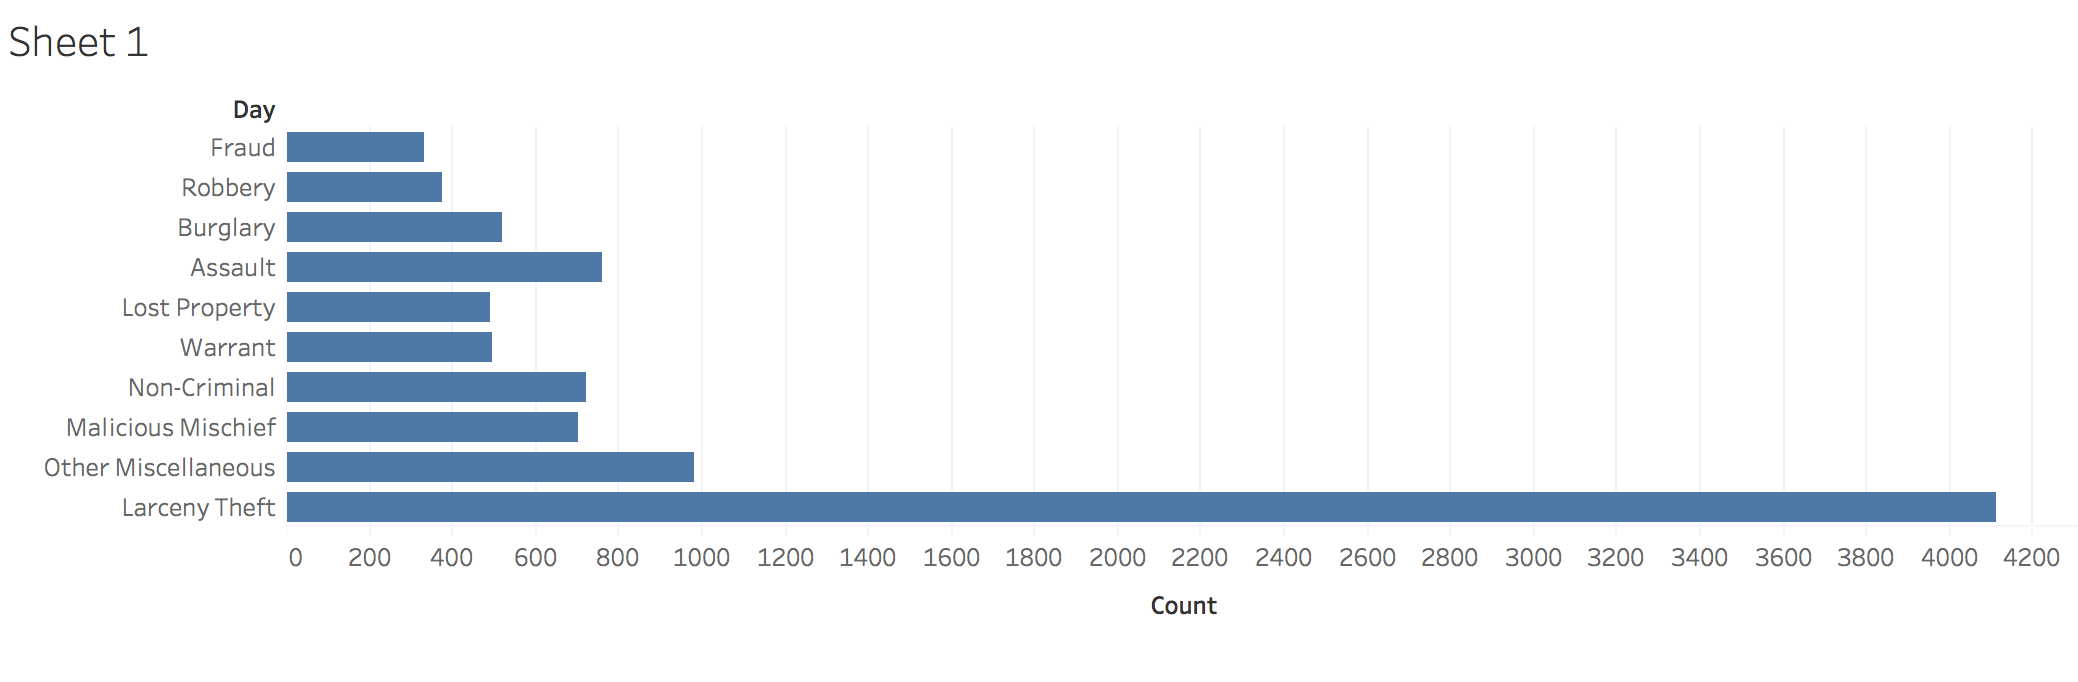 Sheet 1
Day
Fraud
Robbery
Burglary
Assault
Lost Property
Warrant
Non-Criminal
Malicious Mischief
Other Miscellaneous
Larceny Theft
0 200 400 600 800 1000 1200 1400 1600 1800 2000 2200 2400 2600 2800 3000 3200 3400 3600 3800 4000 4200
Count